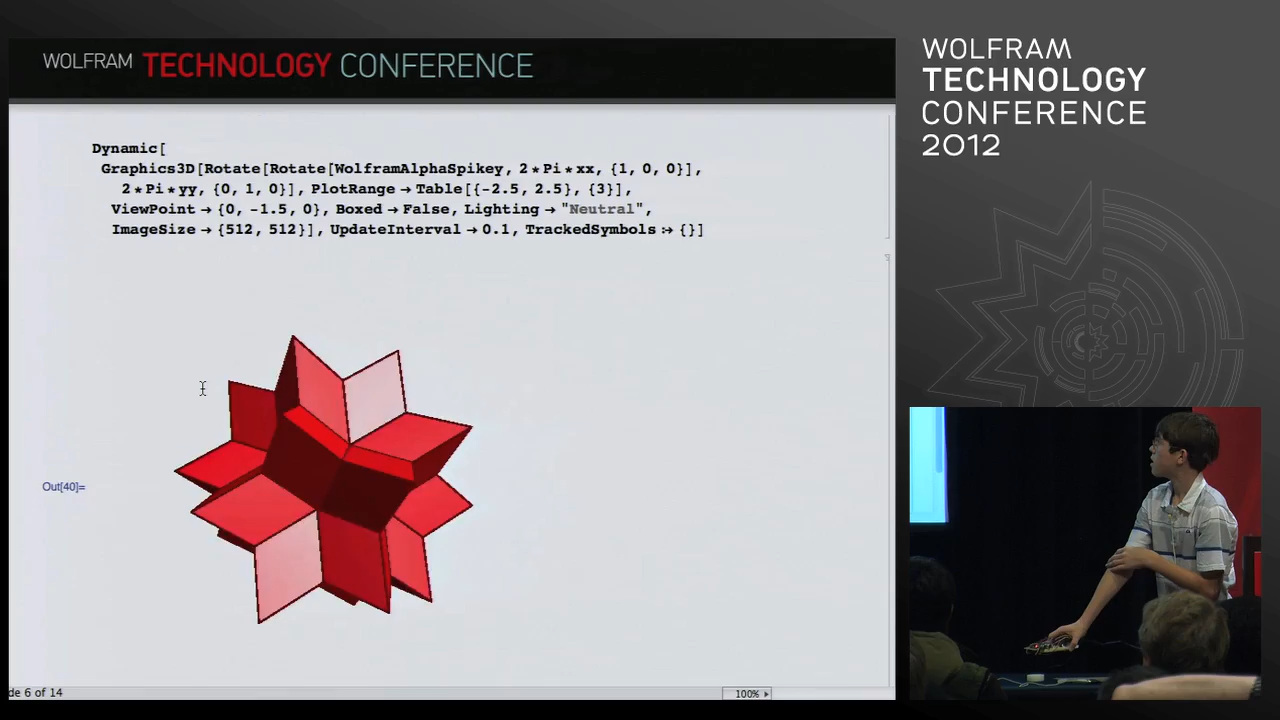 WOLFRAM TECHNOLOGY CONFERENCE
WOLFRAM
TECHNOLOGY
CONFERENCE
2012
Dynamic[
Graphics3D[Rotate[Rotate[WolframAlphaSpikey, 2*Pi*xx, {1, 0, 0}],
2*Pi*yy, {0, 1, 0}], PlotRange → Table[{-2.5, 2.5}, {3}],
ViewPoint → {0, -1.5, 0}, Boxed → False, Lighting → "Neutral",
ImageSize → {512, 512}], UpdateInterval → 0.1, TrackedSymbols :→ {}]
Out[40]=
de 6 of 14
100%